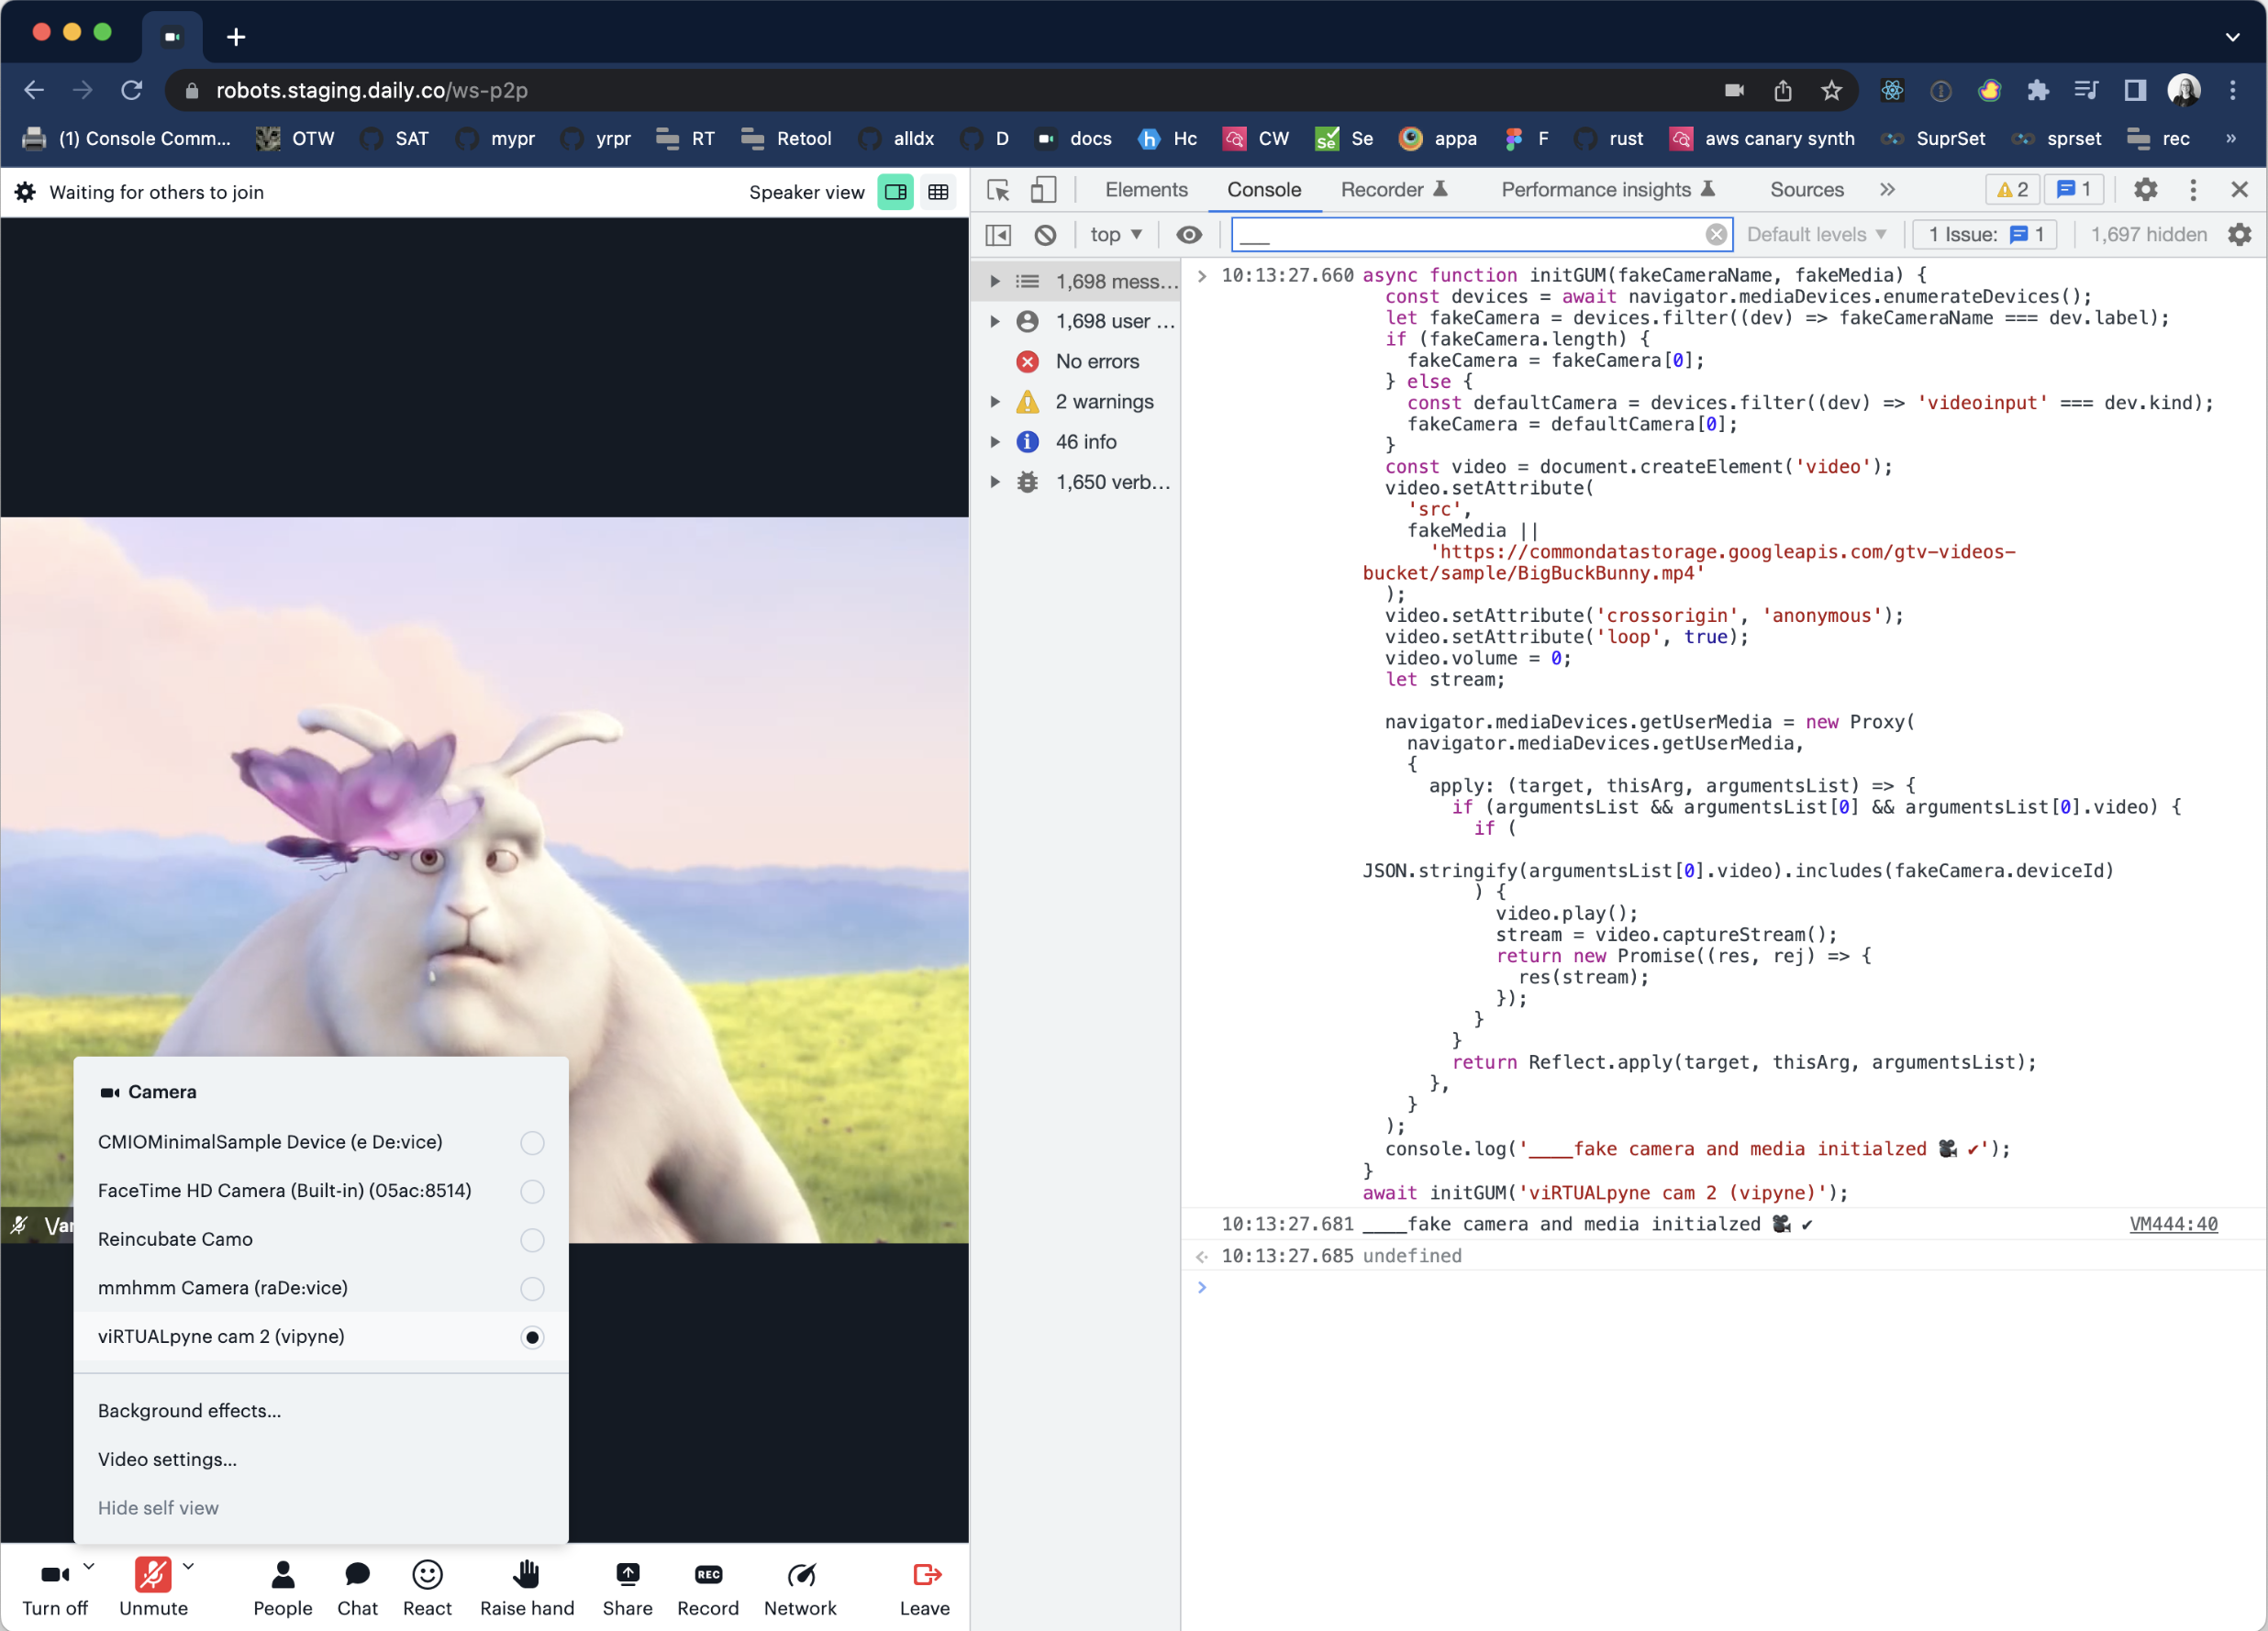 robots.staging.daily.co/ws-p2p
(1) Console Comm... OTW SAT mypr yrpr RT Retool alldx D docs Hc CW Se appa F rust aws canary synth SuprSet sprset rec »
Waiting for others to join
Speaker view
Elements Console Recorder Performance insights Sources » 2 1
top ___ Default levels 1 Issue: 1 1,697 hidden
1,698 mess...
1,698 user ...
No errors
2 warnings
46 info
1,650 verb...
10:13:27.660 async function initGUM(fakeCameraName, fakeMedia) {
const devices = await navigator.mediaDevices.enumerateDevices();
let fakeCamera = devices.filter((dev) => fakeCameraName === dev.label);
if (fakeCamera.length) {
fakeCamera = fakeCamera[0];
} else {
const defaultCamera = devices.filter((dev) => 'videoinput' === dev.kind);
fakeCamera = defaultCamera[0];
}
const video = document.createElement('video');
video.setAttribute(
'src',
fakeMedia ||
'https://commondatastorage.googleapis.com/gtv-videos-
bucket/sample/BigBuckBunny.mp4'
);
video.setAttribute('crossorigin', 'anonymous');
video.setAttribute('loop', true);
video.volume = 0;
let stream;
navigator.mediaDevices.getUserMedia = new Proxy(
navigator.mediaDevices.getUserMedia,
{
apply: (target, thisArg, argumentsList) => {
if (argumentsList && argumentsList[0] && argumentsList[0].video) {
if (
JSON.stringify(argumentsList[0].video).includes(fakeCamera.deviceId)
) {
video.play();
stream = video.captureStream();
return new Promise((res, rej) => {
res(stream);
});
}
}
return Reflect.apply(target, thisArg, argumentsList);
},
}
);
console.log('____fake camera and media initialzed 🎥 ✔');
}
await initGUM('viRTUALpyne cam 2 (vipyne)');
10:13:27.681 ____fake camera and media initialzed 🎥 ✔ VM444:40
10:13:27.685 undefined
Camera
CMIOMinimalSample Device (e De:vice)
FaceTime HD Camera (Built-in) (05ac:8514)
Reincubate Camo
mmhmm Camera (raDe:vice)
viRTUALpyne cam 2 (vipyne)
Background effects...
Video settings...
Hide self view
REC
Turn off Unmute People Chat React Raise hand Share Record Network Leave